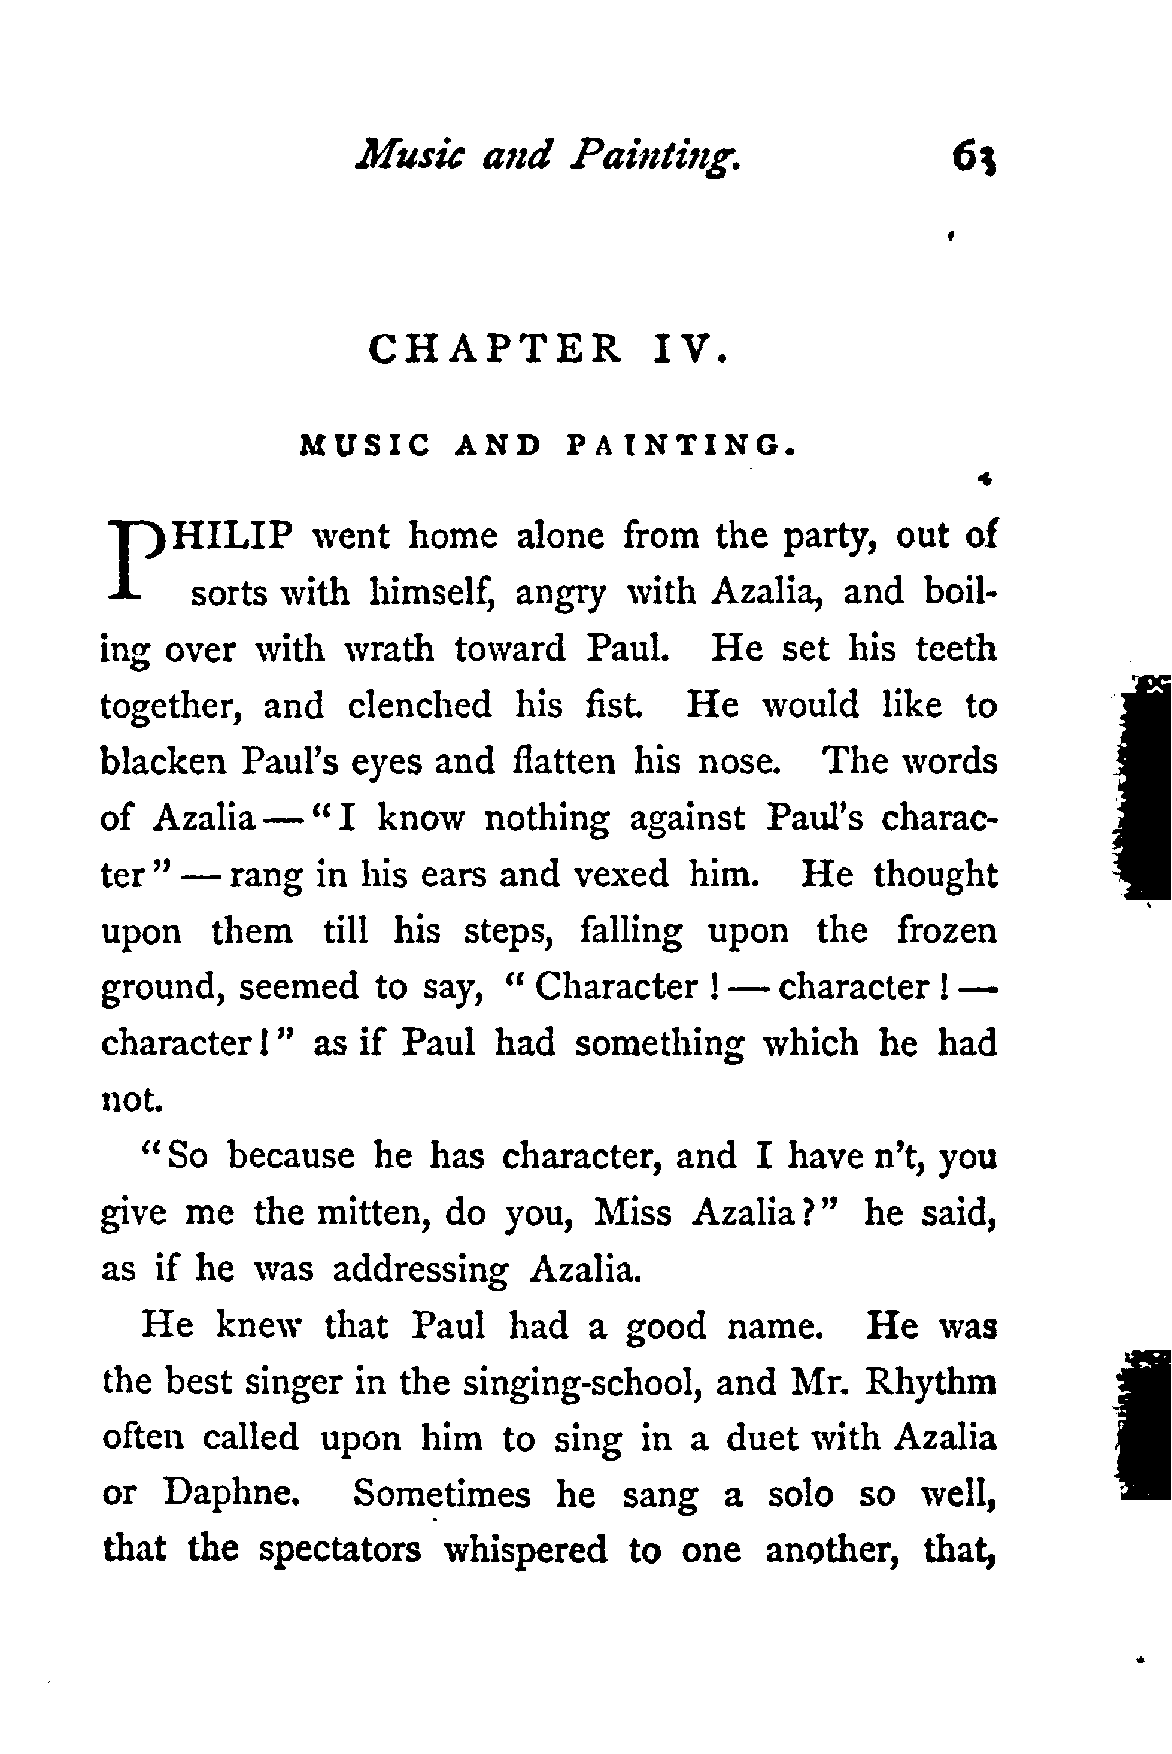 Music and Painting. 63
CHAPTER IV.
MUSIC AND PAINTING.
PHILIP went home alone from the party, out of
sorts with himself, angry with Azalia, and boil-
ing over with wrath toward Paul. He set his teeth
together, and clenched his fist. He would like to
blacken Paul's eyes and flatten his nose. The words
of Azalia — "I know nothing against Paul's charac-
ter" — rang in his ears and vexed him. He thought
upon them till his steps, falling upon the frozen
ground, seemed to say, "Character! — character! —
character!" as if Paul had something which he had
not.
"So because he has character, and I have n't, you
give me the mitten, do you, Miss Azalia?" he said,
as if he was addressing Azalia.
He knew that Paul had a good name. He was
the best singer in the singing-school, and Mr. Rhythm
often called upon him to sing in a duet with Azalia
or Daphne. Sometimes he sang a solo so well,
that the spectators whispered to one another, that,